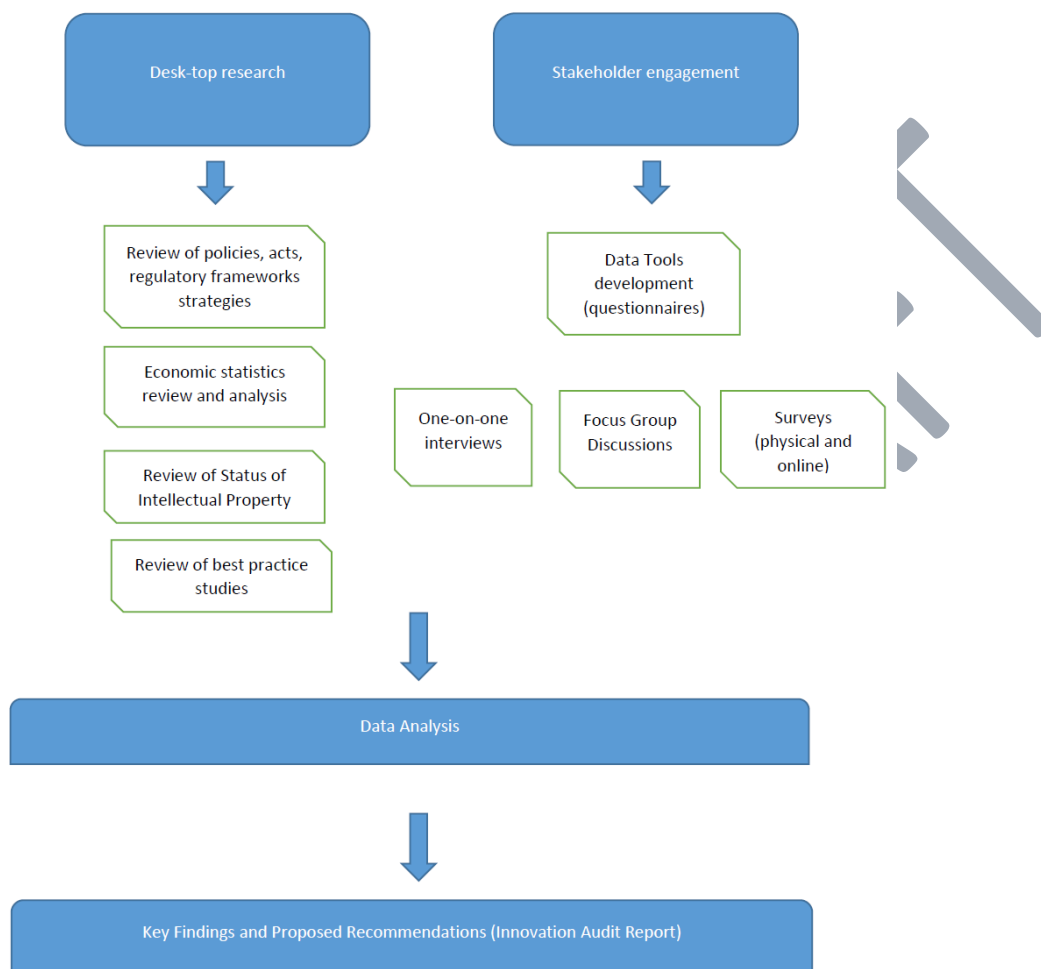 Desk-top research
Stakeholder engagement
Review of policies, acts,
regulatory frameworks
strategies
Economic statistics
review and analysis
Review of Status of
Intellectual Property
Review of best practice
studies
Data Tools
development
(questionnaires)
One-on-one
interviews
Focus Group
Discussions
Surveys
(physical and
online)
Data Analysis
Key Findings and Proposed Recommendations (Innovation Audit Report)